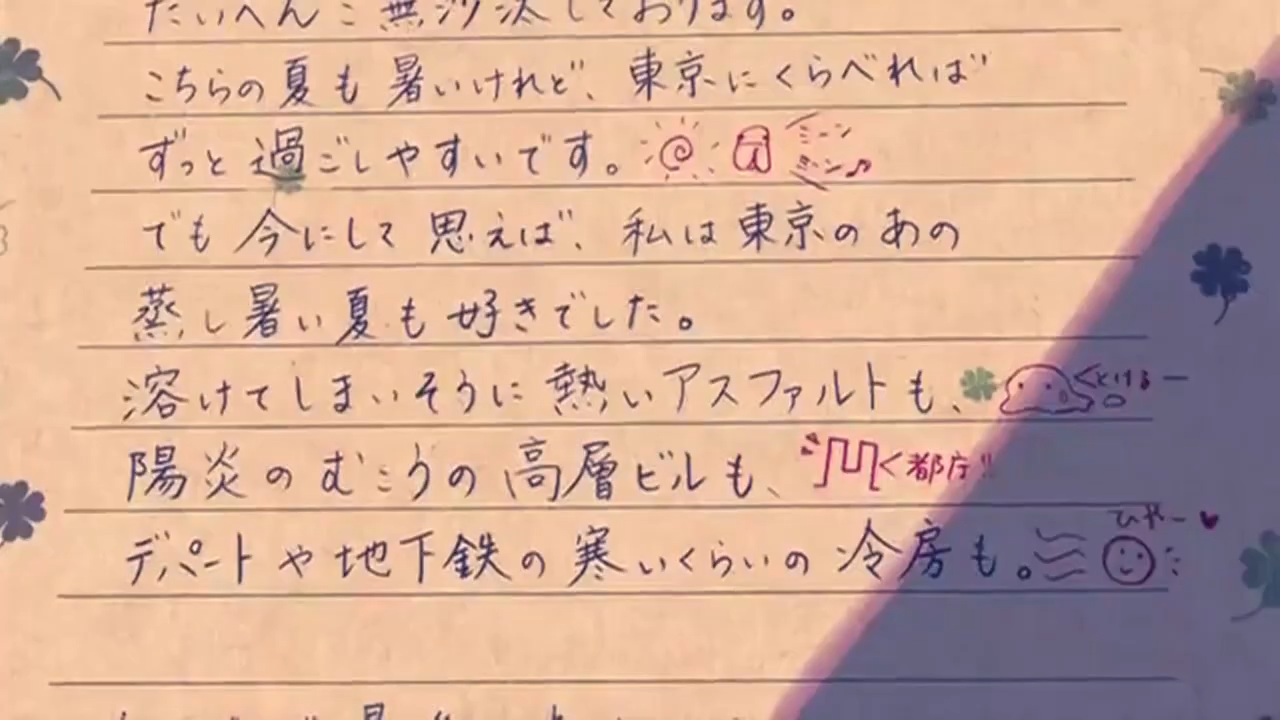 たいへんご無沙汰しております。
こちらの夏も暑いけれど、東京にくらべれば
ずっと過ごしやすいです。ミーン
ミーン♪
でも今にして思えば、私は東京のあの
蒸し暑い夏も好きでした。
溶けてしまいそうに熱いアスファルトも、とけるー
陽炎のむこうの高層ビルも、都庁!!
ひやー♥
デパートや地下鉄の寒いくらいの冷房も。